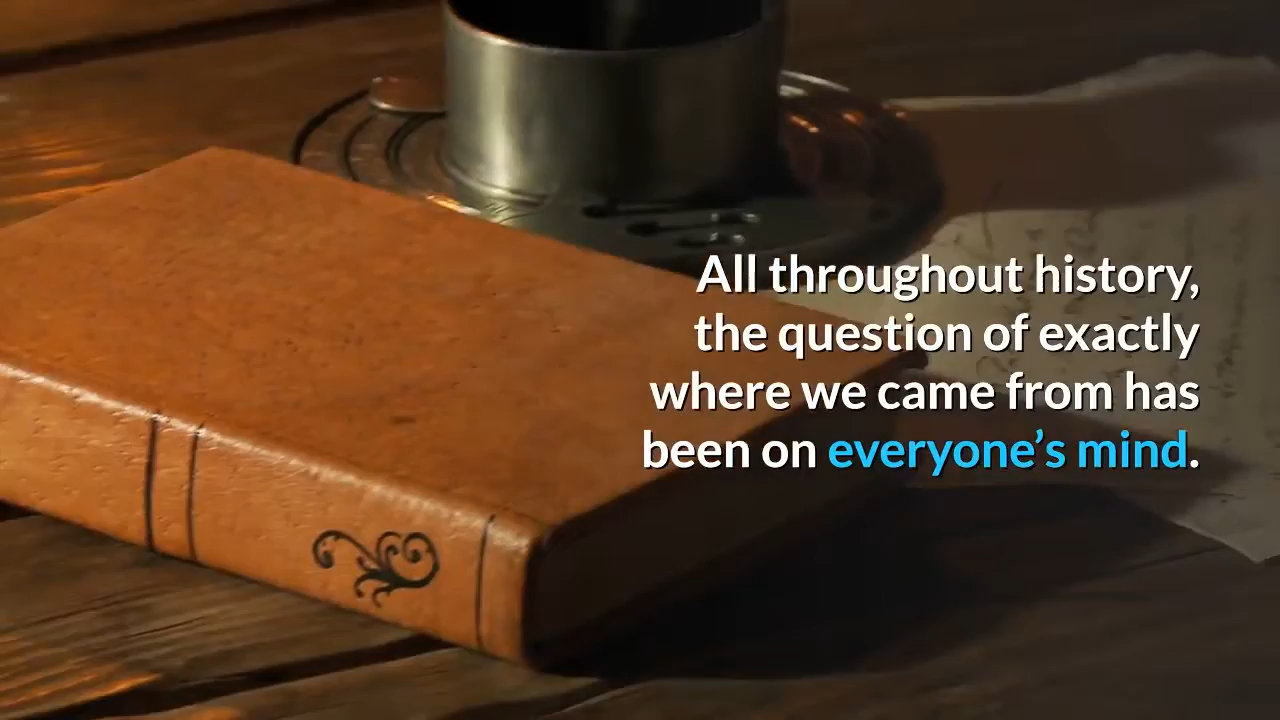 All throughout history,
the question of exactly
where we came from has
been on everyone’s mind.